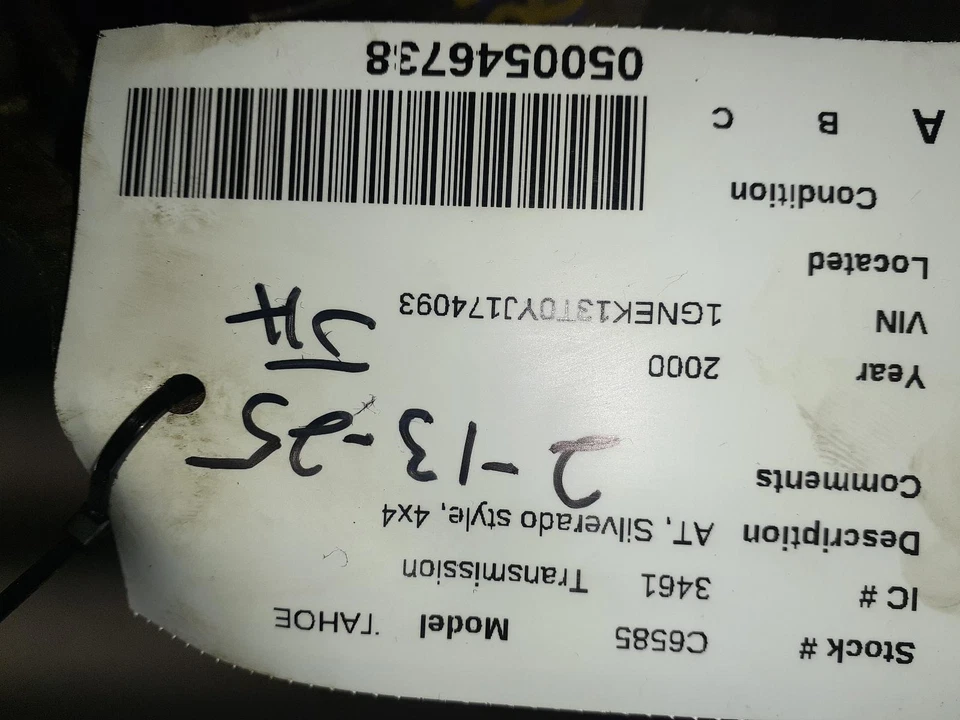 Stock # C6585 Model TAHOE
IC # 3461 Transmission
Description AT, Silverado style, 4x4
Comments
2-13-25
Year 2000
JH
VIN 1GNEK13T0YJ174093
Located
Condition
A B C
0500546738